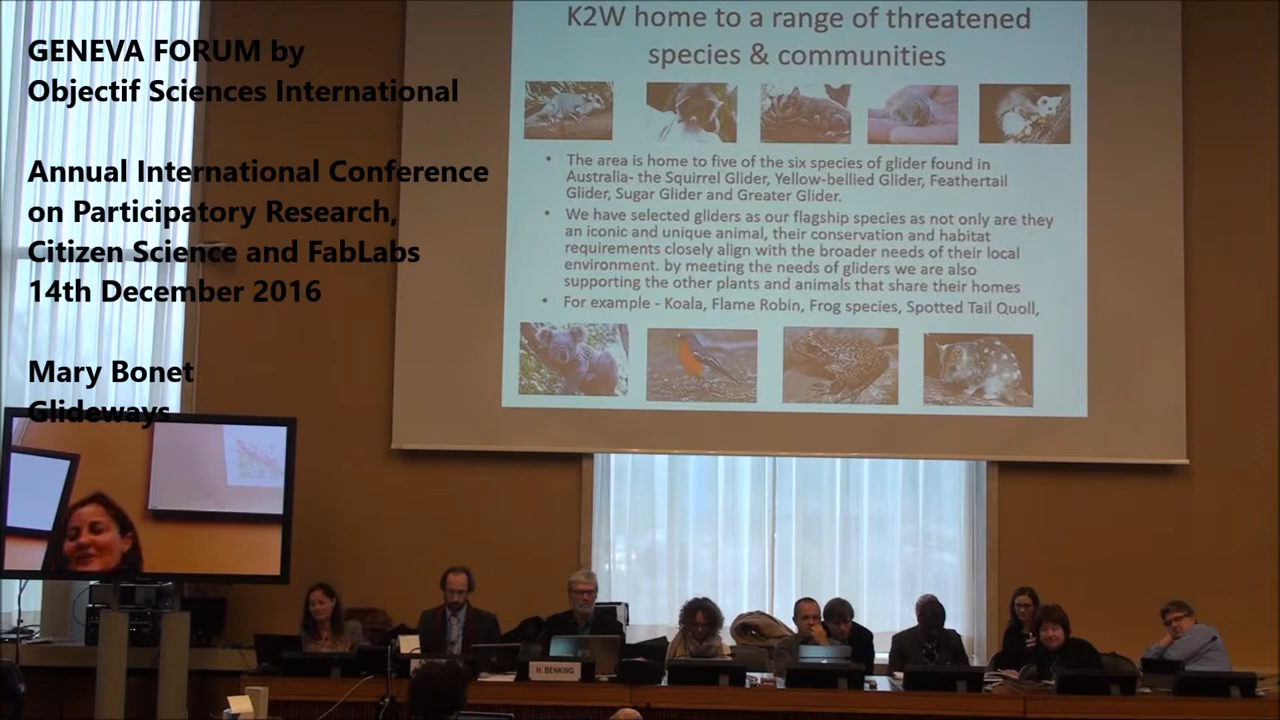 GENEVA FORUM by
Objectif Sciences International
Annual International Conference
on Participatory Research,
Citizen Science and FabLabs
14th December 2016
Mary Bonet
Glideways
K2W home to a range of threatened
species & communities
• The area is home to five of the six species of glider found in
Australia- the Squirrel Glider, Yellow-bellied Glider, Feathertail
Glider, Sugar Glider and Greater Glider.
• We have selected gliders as our flagship species as not only are they
an iconic and unique animal, their conservation and habitat
requirements closely align with the broader needs of their local
environment. by meeting the needs of gliders we are also
supporting the other plants and animals that share their homes
• For example - Koala, Flame Robin, Frog species, Spotted Tail Quoll,
H. BENKING